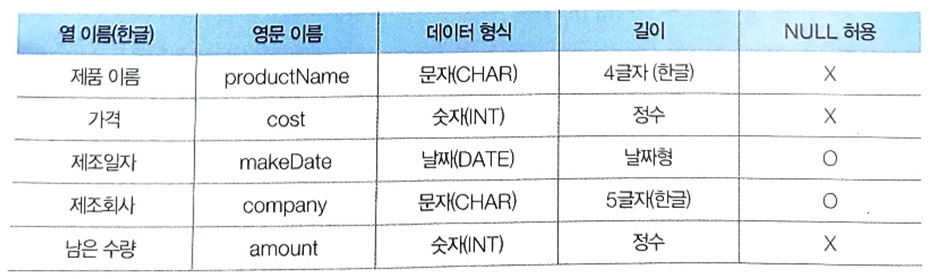 열 이름(한글) 영문 이름 데이터 형식 길이 NULL 허용
제품 이름 productName 문자(CHAR) 4글자 (한글) X
가격 cost 숫자(INT) 정수 X
제조일자 makeDate 날짜(DATE) 날짜형 O
제조회사 company 문자(CHAR) 5글자(한글) O
남은 수량 amount 숫자(INT) 정수 X